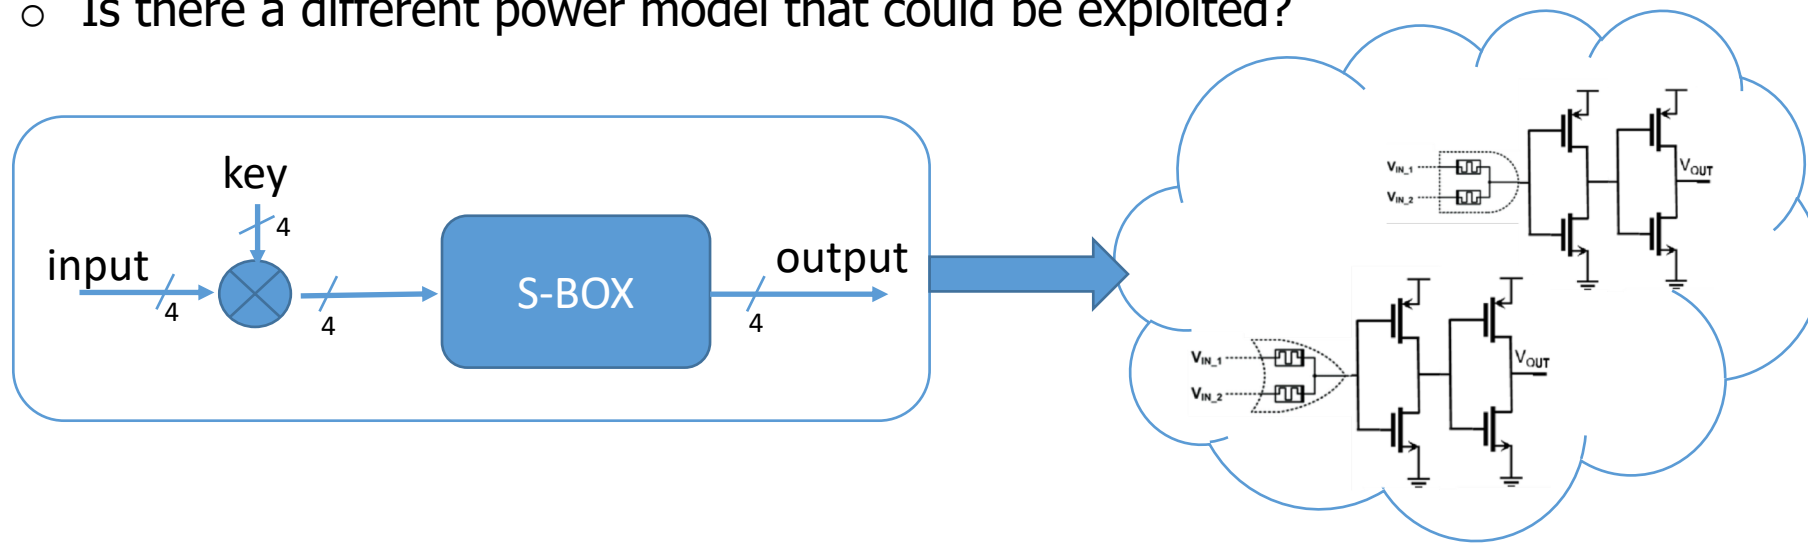 ○ Is there a different power model that could be exploited?
key
4
input
4
4
S-BOX
output
4
VIN_1
VIN_2
VOUT
VIN_1
VIN_2
VOUT